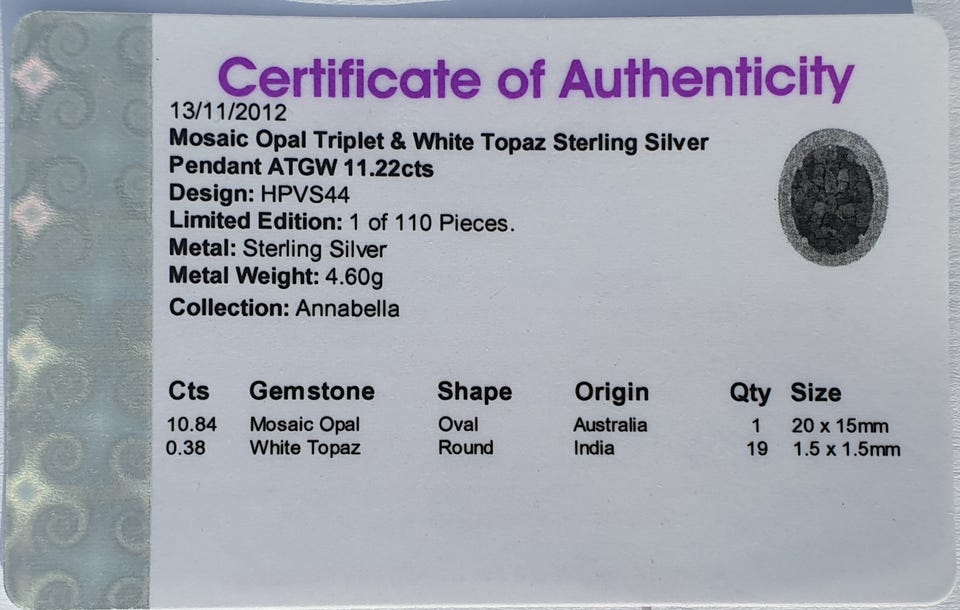 Certificate of Authenticity
13/11/2012
Mosaic Opal Triplet & White Topaz Sterling Silver
Pendant ATGW 11.22cts
Design: HPVS44
Limited Edition: 1 of 110 Pieces.
Metal: Sterling Silver
Metal Weight: 4.60g
Collection: Annabella
Cts Gemstone Shape Origin Qty Size
10.84 Mosaic Opal Oval Australia 1 20 x 15mm
0.38 White Topaz Round India 19 1.5 x 1.5mm